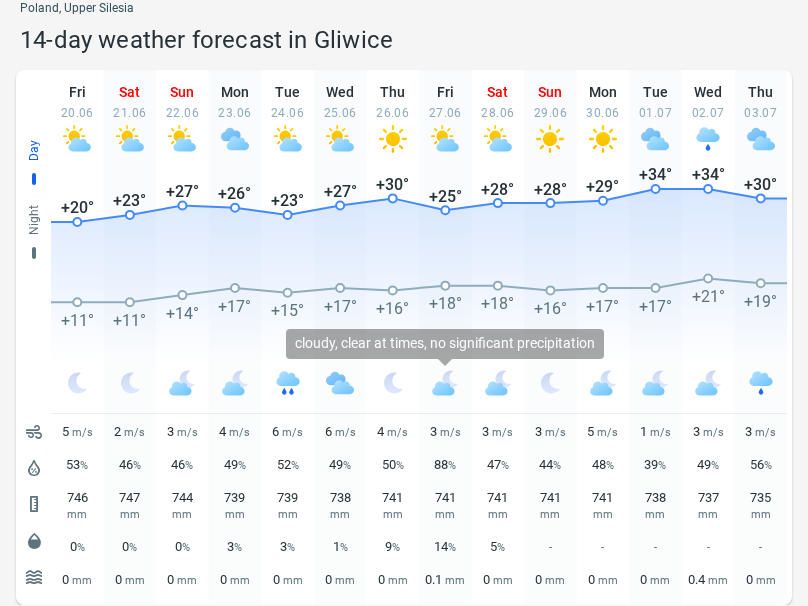 Poland, Upper Silesia
14-day weather forecast in Gliwice
Fri Sat Sun Mon Tue Wed Thu Fri Sat Sun Mon Tue Wed Thu
20.06 21.06 22.06 23.06 24.06 25.06 26.06 27.06 28.06 29.06 30.06 01.07 02.07 03.07
Day
+20° +23° +27° +26° +23° +27° +30° +25° +28° +28° +29° +34° +34° +30°
Night
+11° +11° +14° +17° +15° +17° +16° +18° +18° +16° +17° +17° +21° +19°
cloudy, clear at times, no significant precipitation
5 m/s 2 m/s 3 m/s 4 m/s 6 m/s 6 m/s 4 m/s 3 m/s 3 m/s 3 m/s 5 m/s 1 m/s 3 m/s 3 m/s
53% 46% 46% 49% 52% 49% 50% 88% 47% 44% 48% 39% 49% 56%
746 747 744 739 739 738 741 741 741 741 741 738 737 735
mm mm mm mm mm mm mm mm mm mm mm mm mm mm
0% 0% 0% 3% 3% 1% 9% 14% 5% - - - - -
0 mm 0 mm 0 mm 0 mm 0 mm 0 mm 0 mm 0.1 mm 0 mm 0 mm 0 mm 0 mm 0.4 mm 0 mm